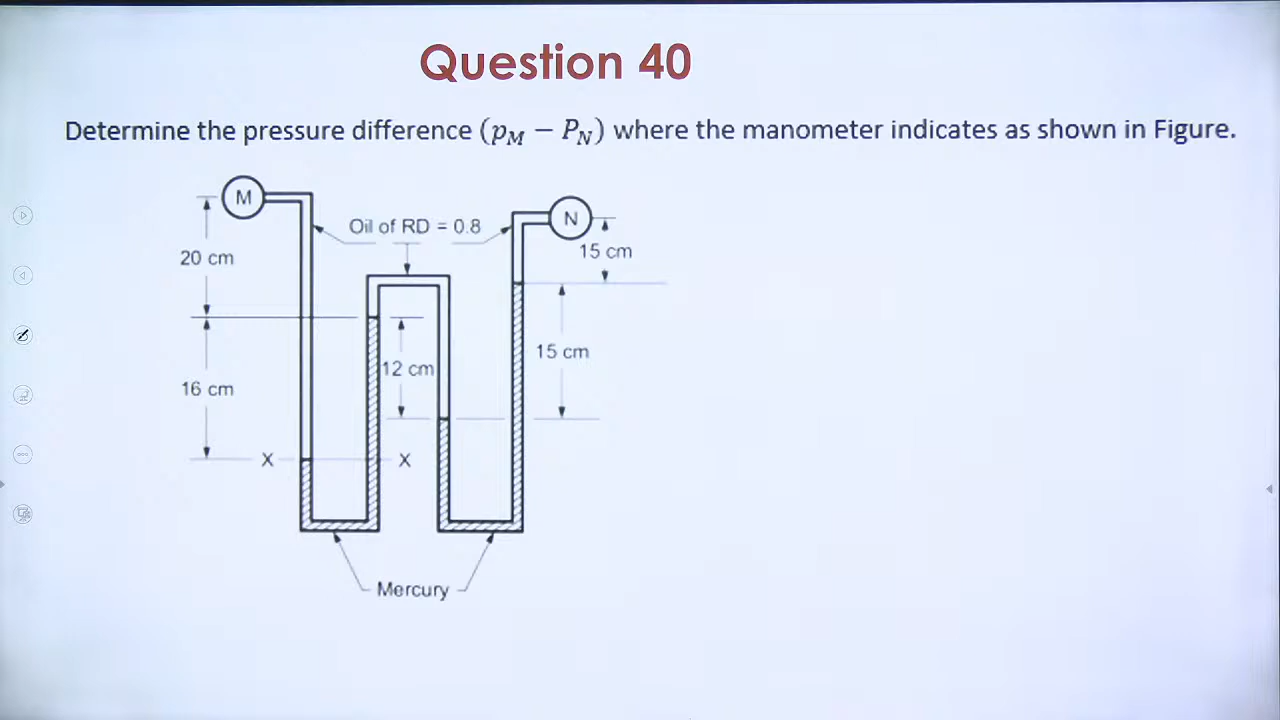 Question 40
Determine the pressure difference (p_M − P_N) where the manometer indicates as shown in Figure.
M
N
Oil of RD = 0.8
15 cm
20 cm
15 cm
12 cm
16 cm
X
X
Mercury